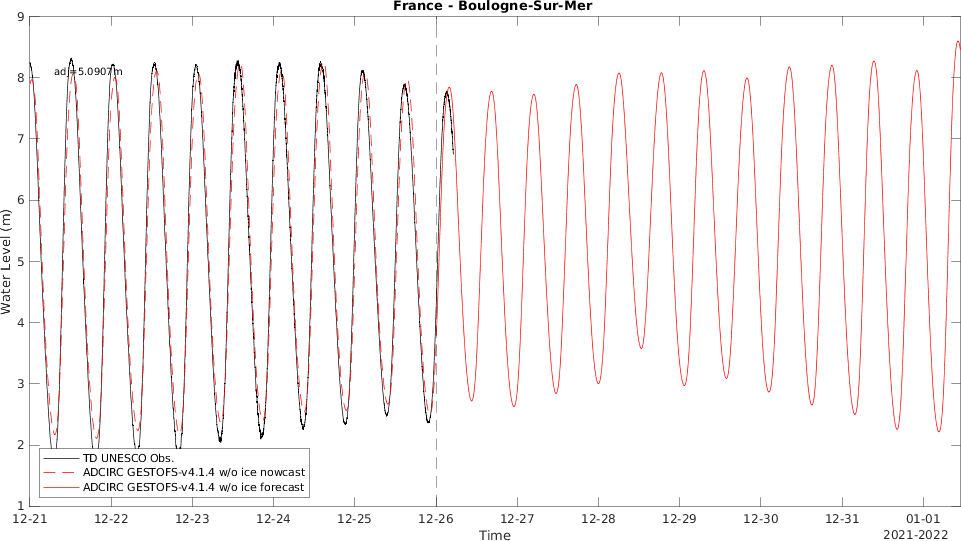 France - Boulogne-Sur-Mer
adj=5.0907m
Water Level (m)
9
8
7
6
5
4
3
2
1
TD UNESCO Obs.
ADCIRC GESTOFS-v4.1.4 w/o ice nowcast
ADCIRC GESTOFS-v4.1.4 w/o ice forecast
12-21 12-22 12-23 12-24 12-25 12-26 12-27 12-28 12-29 12-30 12-31 01-01
Time
2021-2022